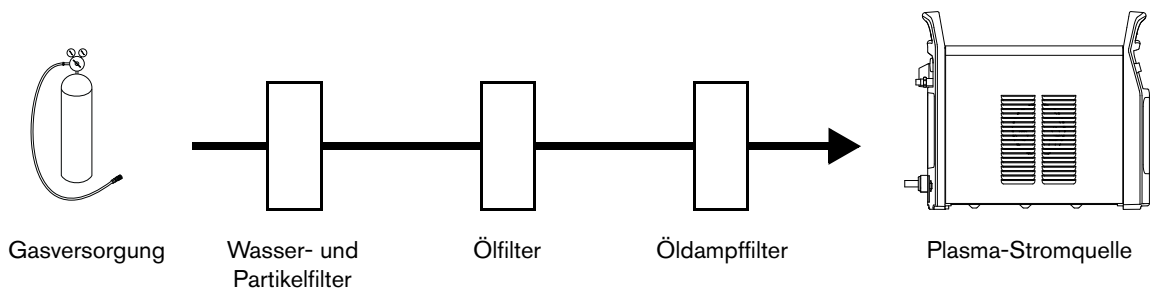 Gasversorgung
Wasser- und
Partikelfilter
Ölfilter
Öldampffilter
Plasma-Stromquelle